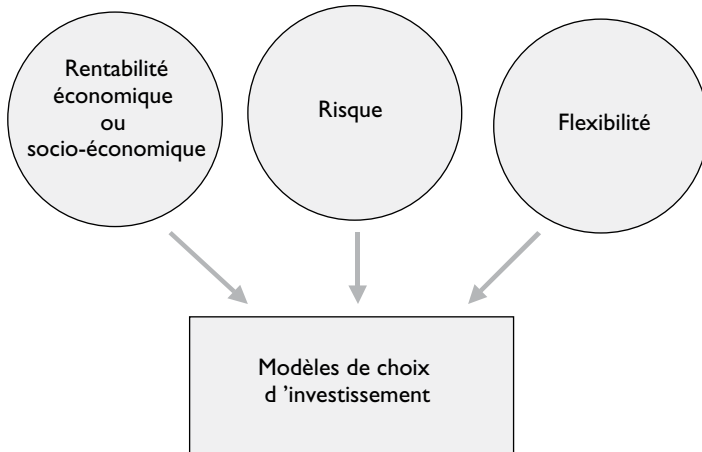 Rentabilité
économique
ou
socio-économique
Risque
Flexibilité
Modèles de choix
d ’investissement